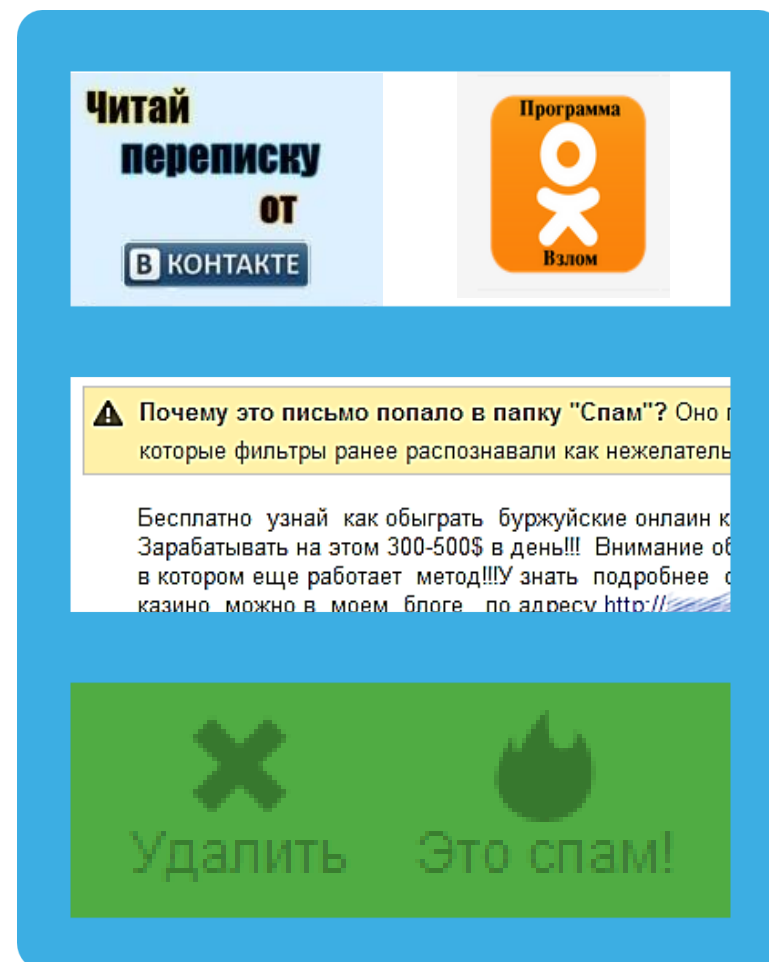 Читай
переписку
от
В КОНТАКТЕ
Программа
Взлом
Почему это письмо попало в папку "Спам"? Оно
которые фильтры ранее распознавали как нежелатель
Бесплатно узнай как обыграть буржуйские онлаин к
Зарабатывать на этом 300-500$ в день!!! Внимание об
в котором еще работает метод!!!У знать подробнее о
казино можно в моем блоге по адресу http://
Удалить
Это спам!